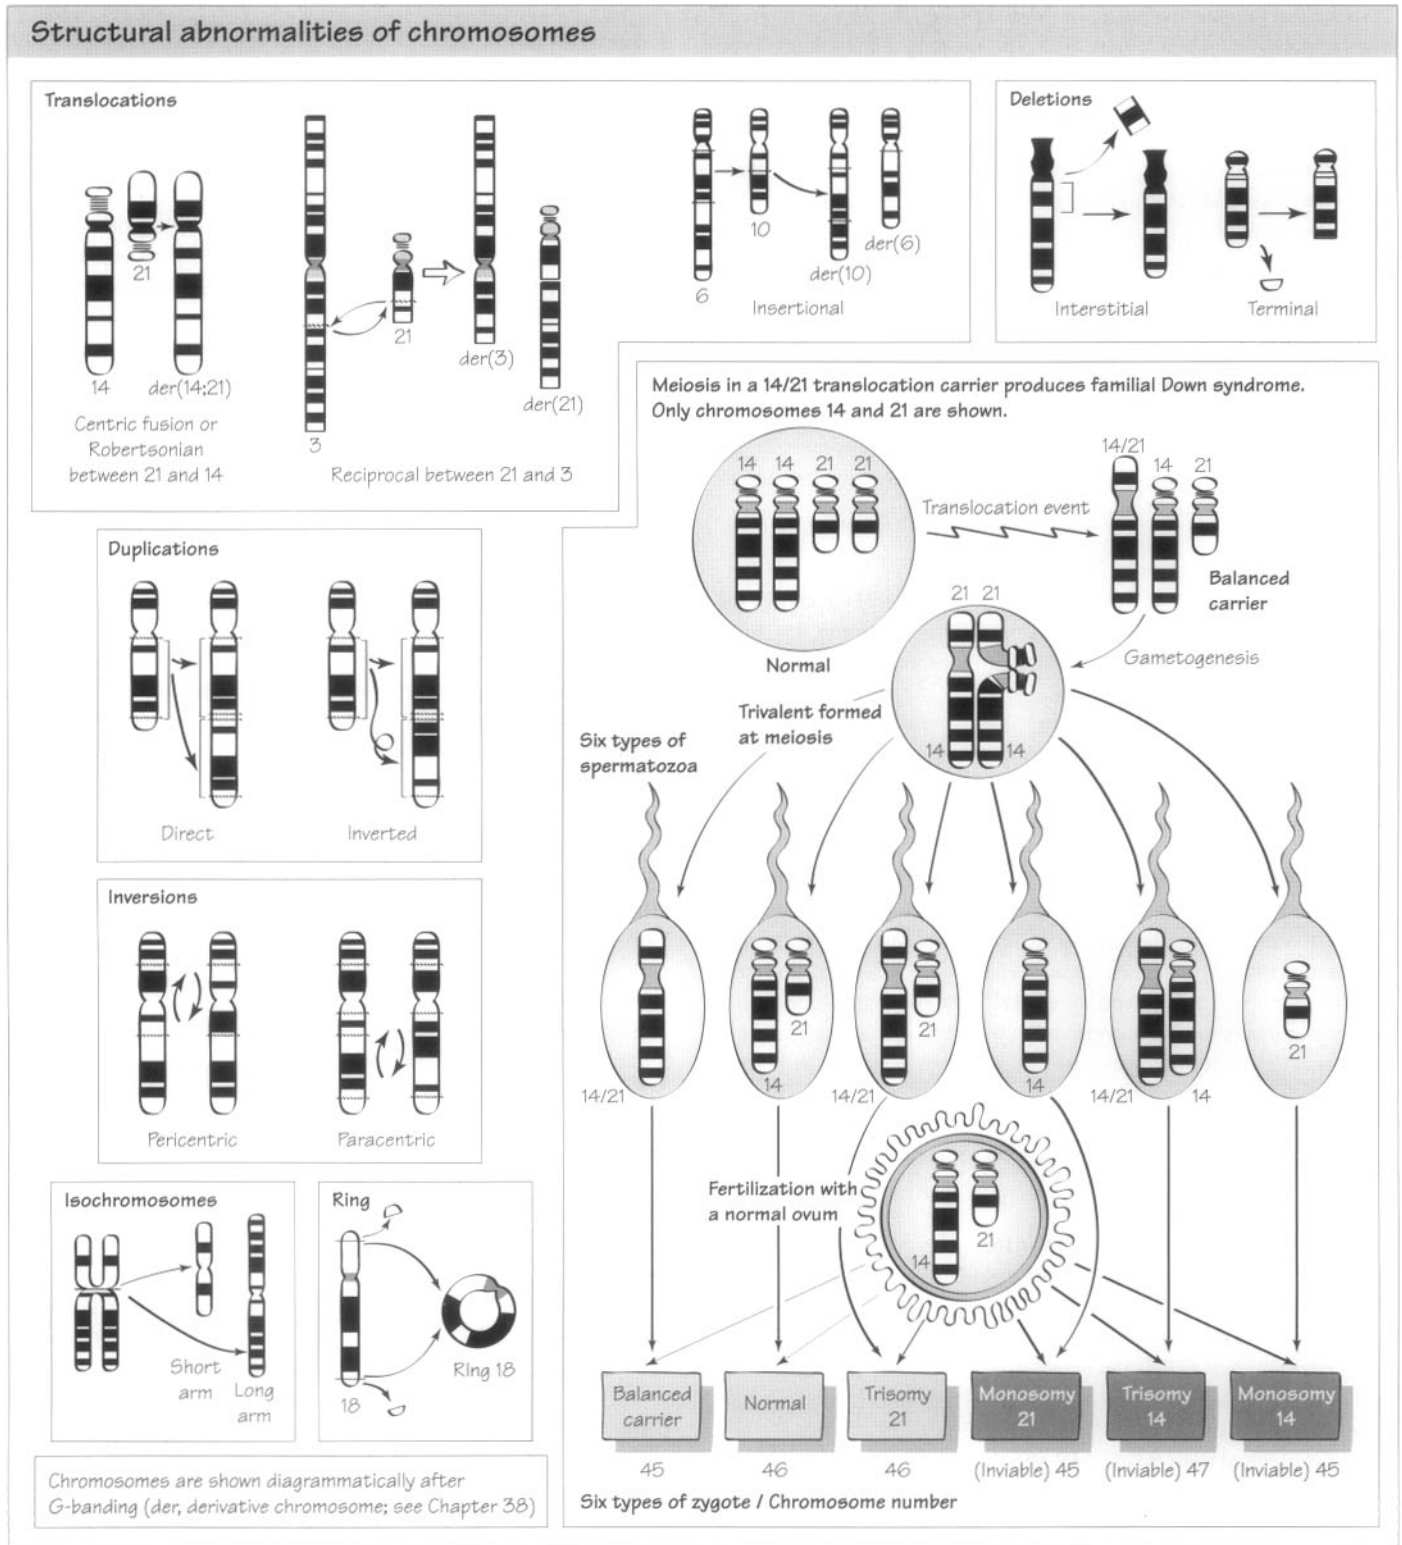 Structural abnormalities of chromosomes
Translocations
14
21
der(14;21)
Centric fusion or
Robertsonian
between 21 and 14
3
21
der(3)
der(21)
Reciprocal between 21 and 3
6
10
der(10)
der(6)
Insertional
Deletions
Interstitial
Terminal
Meiosis in a 14/21 translocation carrier produces familial Down syndrome.
Only chromosomes 14 and 21 are shown.
14 14 21 21
Normal
Translocation event
14/21
14
21
Balanced
carrier
Gametogenesis
21 21
14 14
Trivalent formed
at meiosis
Six types of
spermatozoa
14/21
14
21
14/21
21
14
14/21
14
21
Fertilization with
a normal ovum
14
21
Balanced
carrier
Normal
Trisomy
21
Monosomy
21
Trisomy
14
Monosomy
14
45
46
46
(Inviable) 45
(Inviable) 47
(Inviable) 45
Six types of zygote / Chromosome number
Duplications
Direct
Inverted
Inversions
Pericentric
Paracentric
Isochromosomes
Short
arm
Long
arm
Ring
18
RIng 18
Chromosomes are shown diagrammatically after
G-banding (der, derivative chromosome; see Chapter 38)